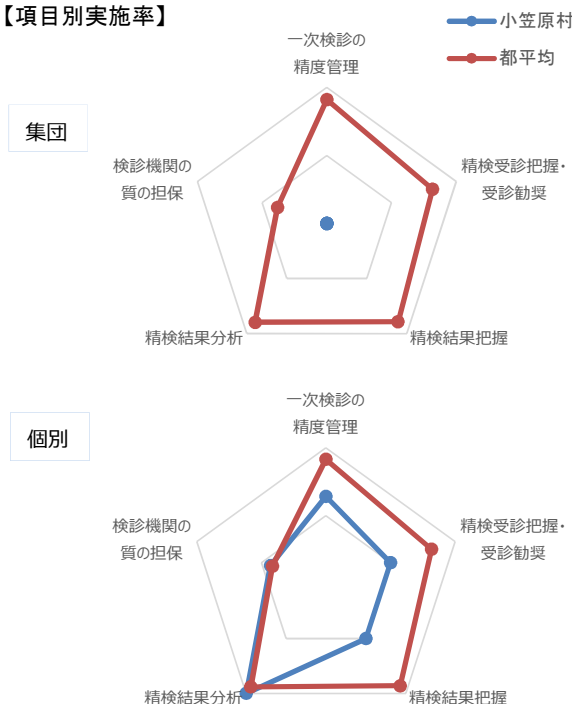 【項目別実施率】
小笠原村
都平均
集団
一次検診の
精度管理
検診機関の
質の担保
精検受診把握・
受診勧奨
精検結果分析
精検結果把握
個別
一次検診の
精度管理
検診機関の
質の担保
精検受診把握・
受診勧奨
精検結果分析
精検結果把握